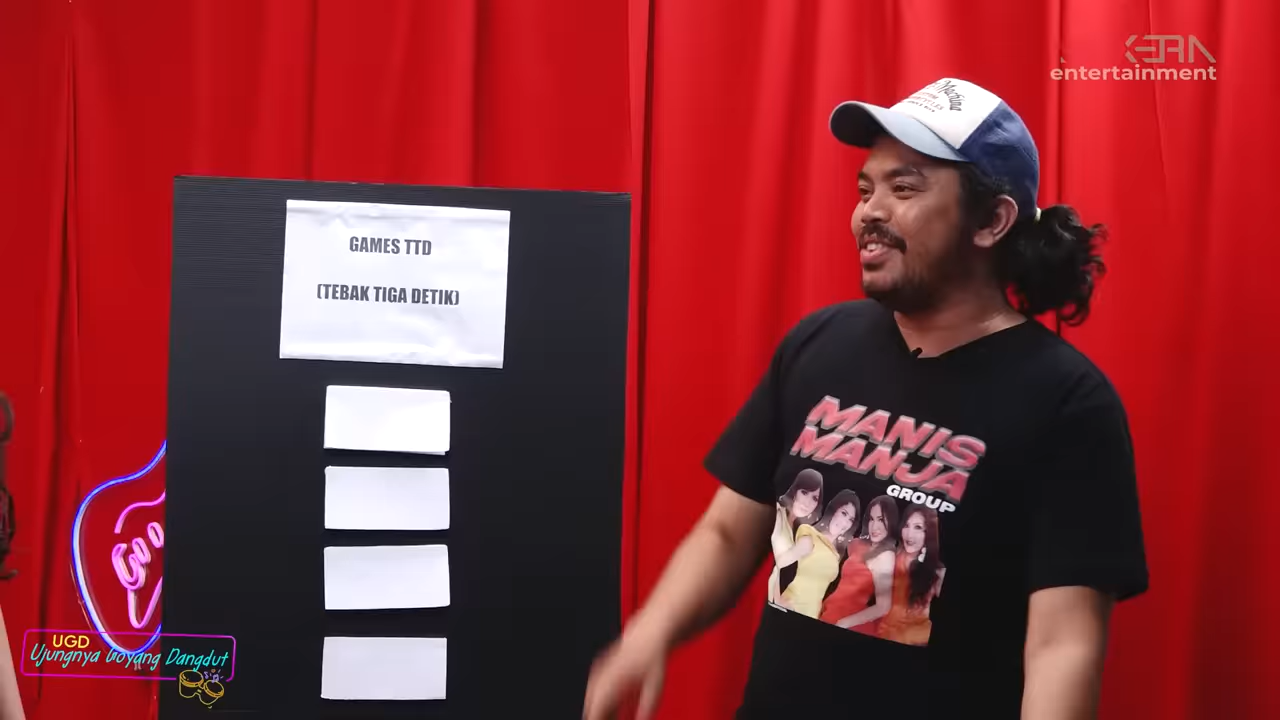 entertainment
GAMES TTD
(TEBAK TIGA DETIK)
MANIS
MANJA
GROUP
UGD
Ujungnya Goyang Dangdut